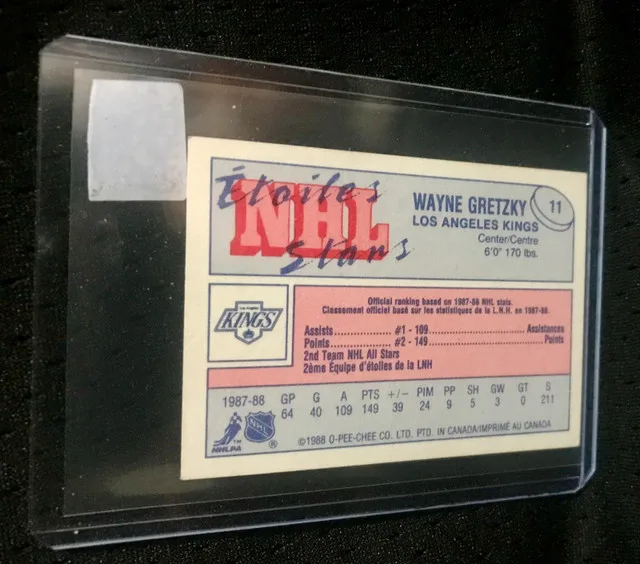 Étoiles
NHL
Stars
WAYNE GRETZKY
LOS ANGELES KINGS
Center/Centre
6'0" 170 lbs.
11
Los Angeles
KINGS
Official ranking based on 1987-88 NHL stats.
Classement officiel basé sur les statistiques de la L.N.H. en 1987-88.
Assists.....................#1 - 109.........................Assistances
Points......................#2 - 149..................................Points
2nd Team NHL All Stars
2ème Équipe d'étoiles de la LNH
1987-88 GP G A PTS +/- PIM PP SH GW GT S
64 40 109 149 39 24 9 5 3 0 211
NHLPA
TM
NHL
®
©1988 O-PEE-CHEE CO. LTD. PTD. IN CANADA/IMPRIMÉ AU CANADA